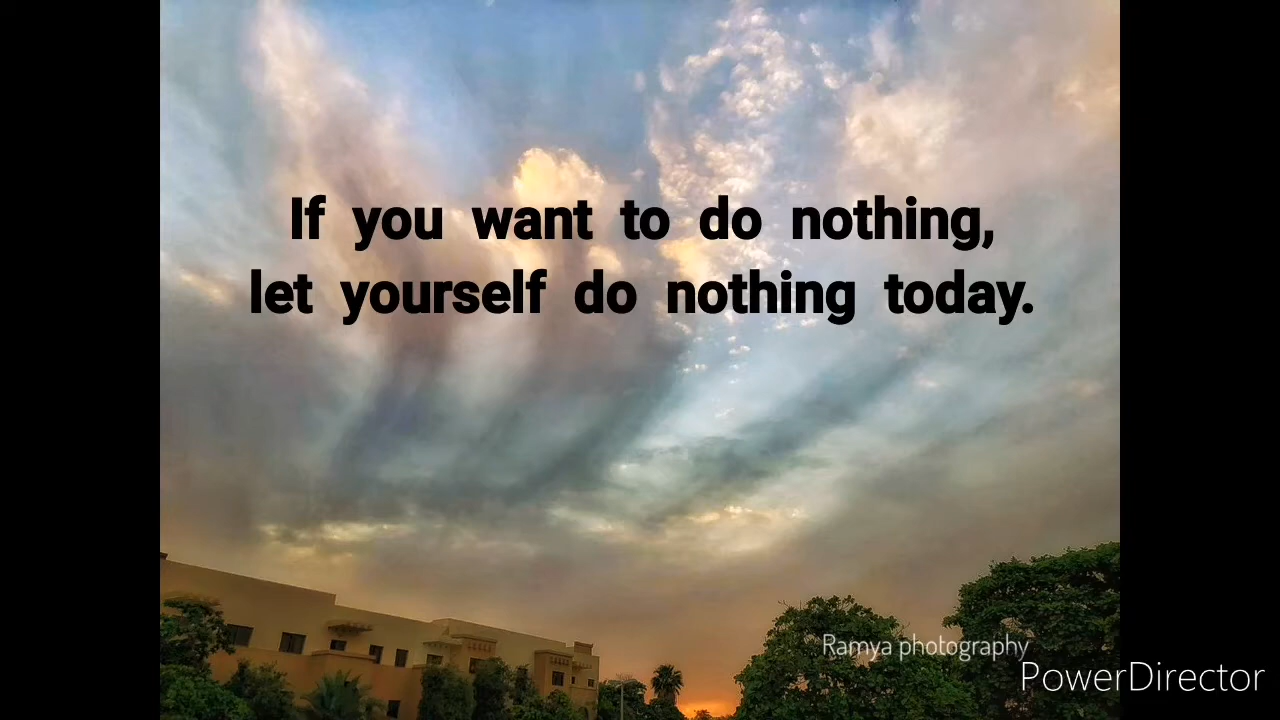 If you want to do nothing,
let yourself do nothing today.
Ramya photography
PowerDirector